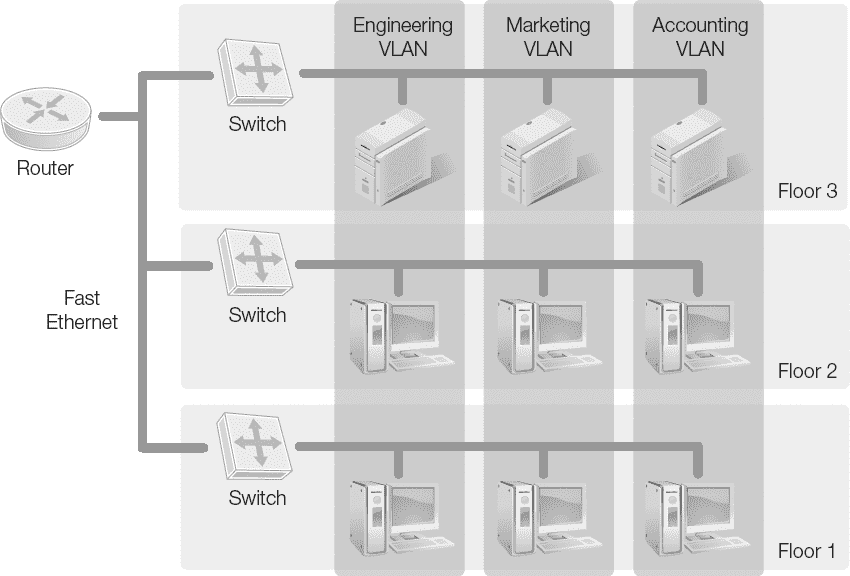 Engineering
VLAN
Marketing
VLAN
Accounting
VLAN
Switch
Router
Floor 3
Switch
Fast
Ethernet
Floor 2
Switch
Floor 1